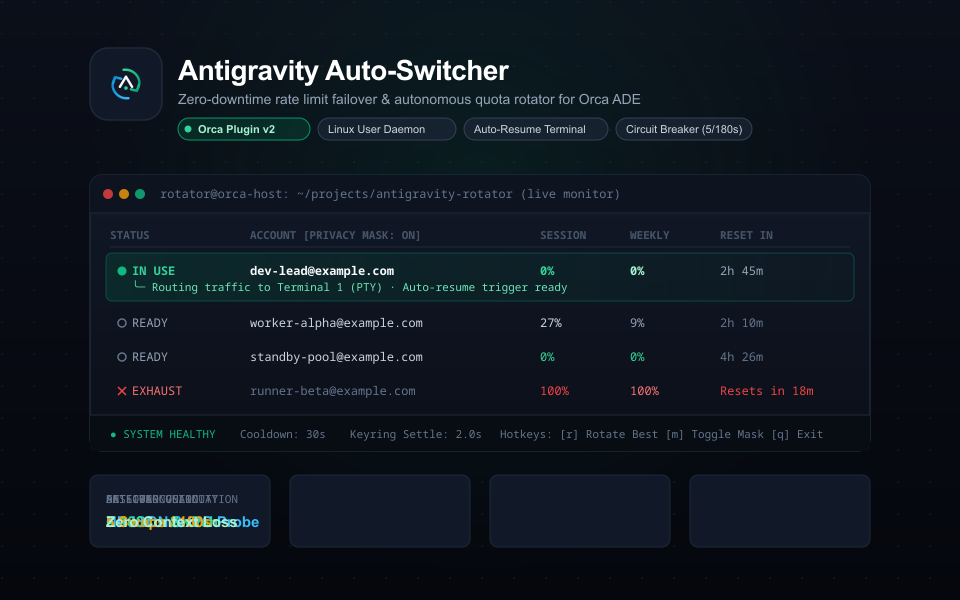 Antigravity Auto-Switcher
Zero-downtime rate limit failover & autonomous quota rotator for Orca ADE
● Orca Plugin v2 Linux User Daemon Auto-Resume Terminal Circuit Breaker (5/180s)
rotator@orca-host: ~/projects/antigravity-rotator (live monitor)
STATUS ACCOUNT [PRIVACY MASK: ON] SESSION WEEKLY RESET IN
IN USE dev-lead@example.com 0% 0% 2h 45m
╰─ Routing traffic to Terminal 1 (PTY) · Auto-resume trigger ready
READY worker-alpha@example.com 27% 9% 2h 10m
READY standby-pool@example.com 0% 0% 4h 26m
EXHAUST runner-beta@example.com 100% 100% Resets in 18m
● SYSTEM HEALTHY Cooldown: 30s Keyring Settle: 2.0s Hotkeys: [r] Rotate Best [m] Toggle Mask [q] Exit
Zero Context Loss Probe